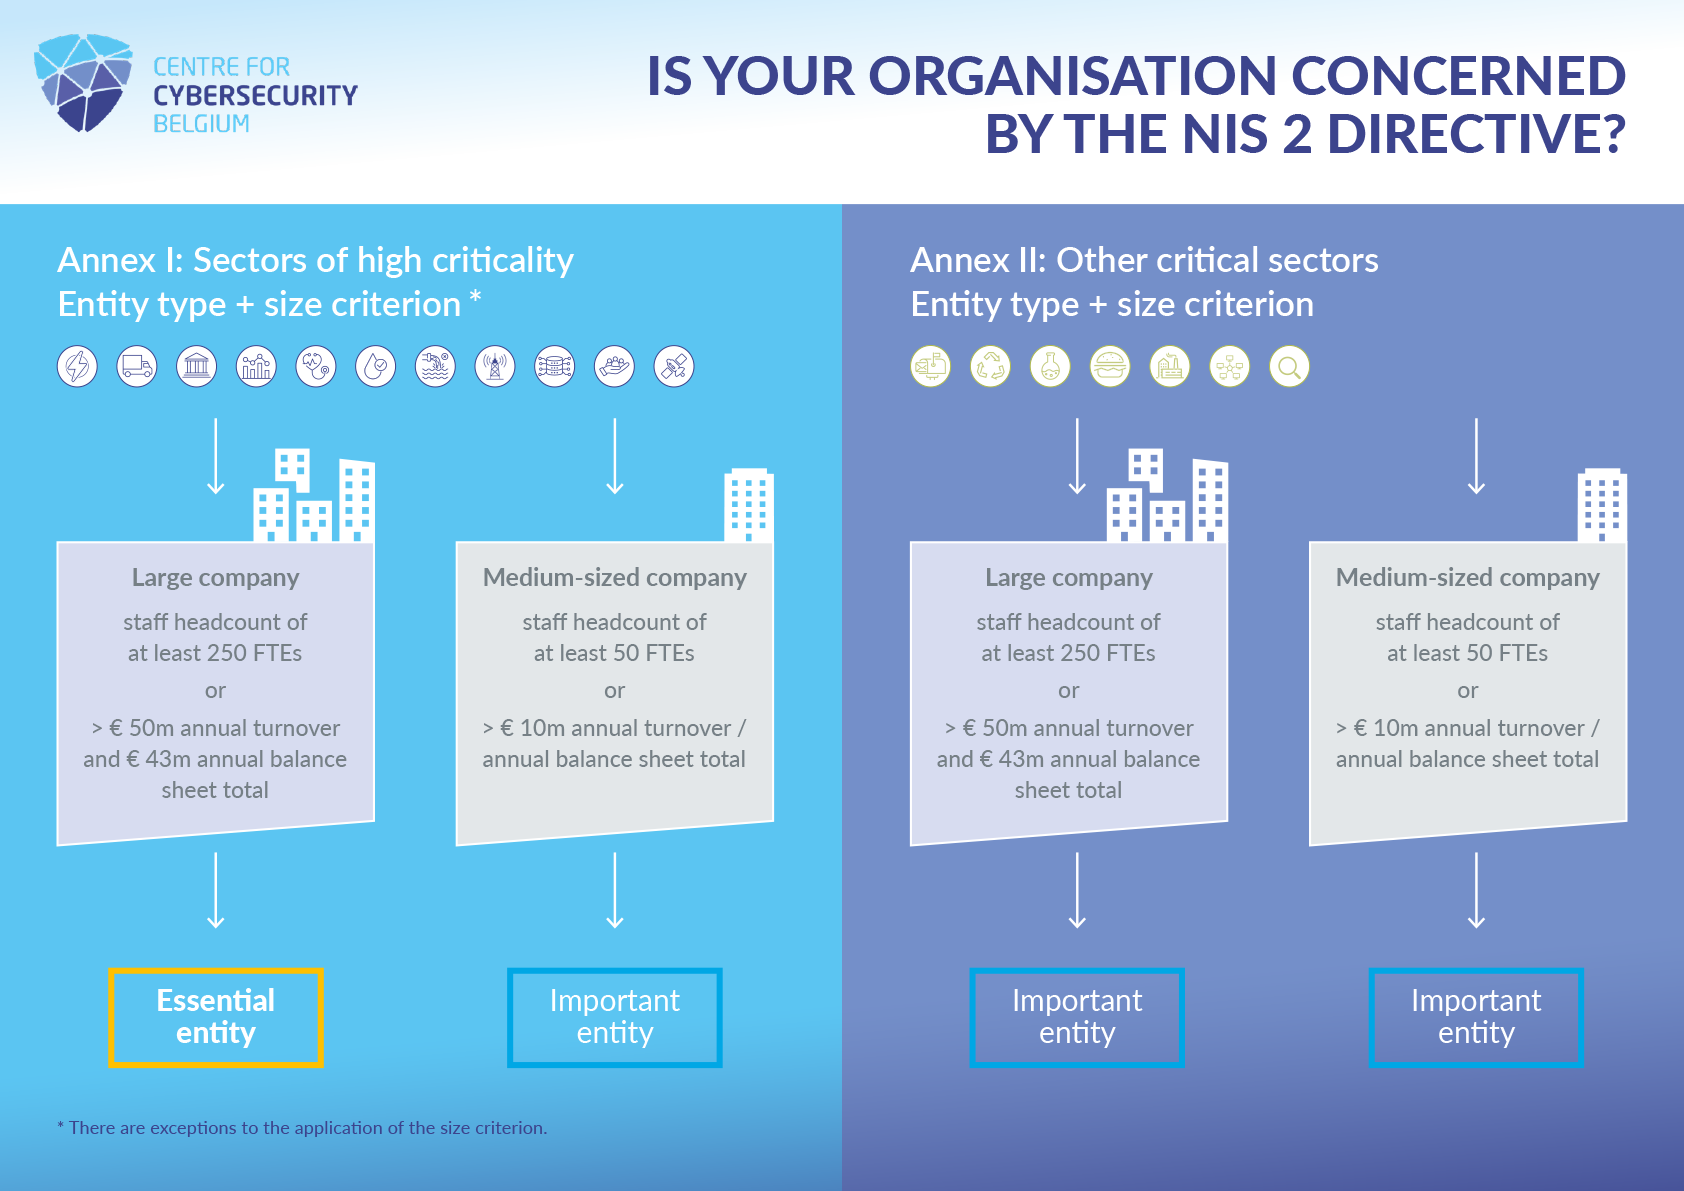 CENTRE FOR
CYBERSECURITY
BELGIUM
IS YOUR ORGANISATION CONCERNED
BY THE NIS 2 DIRECTIVE?
Annex I: Sectors of high criticality
Entity type + size criterion *
Large company
staff headcount of
at least 250 FTEs
or
> € 50m annual turnover
and € 43m annual balance
sheet total
Essential
entity
Medium-sized company
staff headcount of
at least 50 FTEs
or
> € 10m annual turnover /
annual balance sheet total
Important
entity
* There are exceptions to the application of the size criterion.
Annex II: Other critical sectors
Entity type + size criterion
Large company
staff headcount of
at least 250 FTEs
or
> € 50m annual turnover
and € 43m annual balance
sheet total
Important
entity
Medium-sized company
staff headcount of
at least 50 FTEs
or
> € 10m annual turnover /
annual balance sheet total
Important
entity